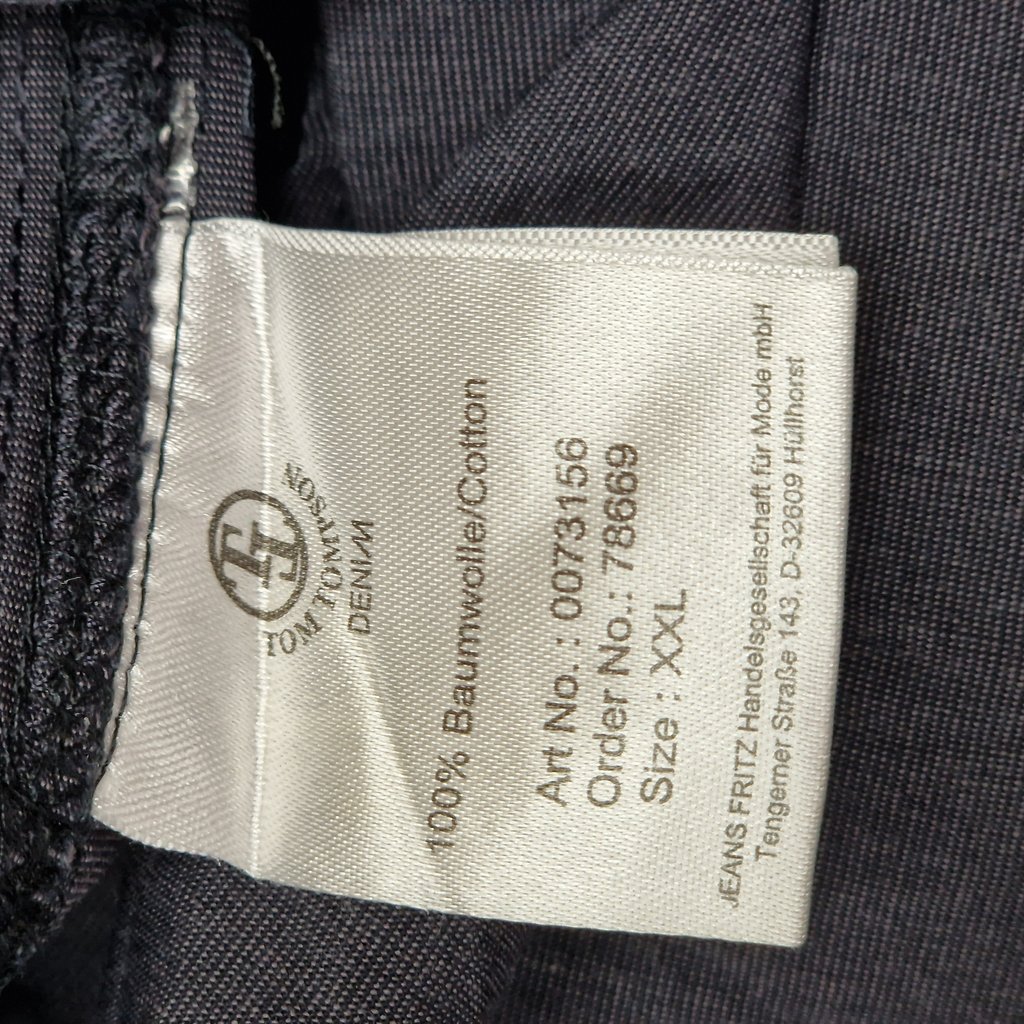 TT
TOM TOMPSON
DENIM
100% Baumwolle/Cotton
Art No. : 0073156
Order No.: 78669
Size : XXL
JEANS FRITZ Handelsgesellschaft für Mode mbH
Tengerner Straße 143, D-32609 Hüllhorst